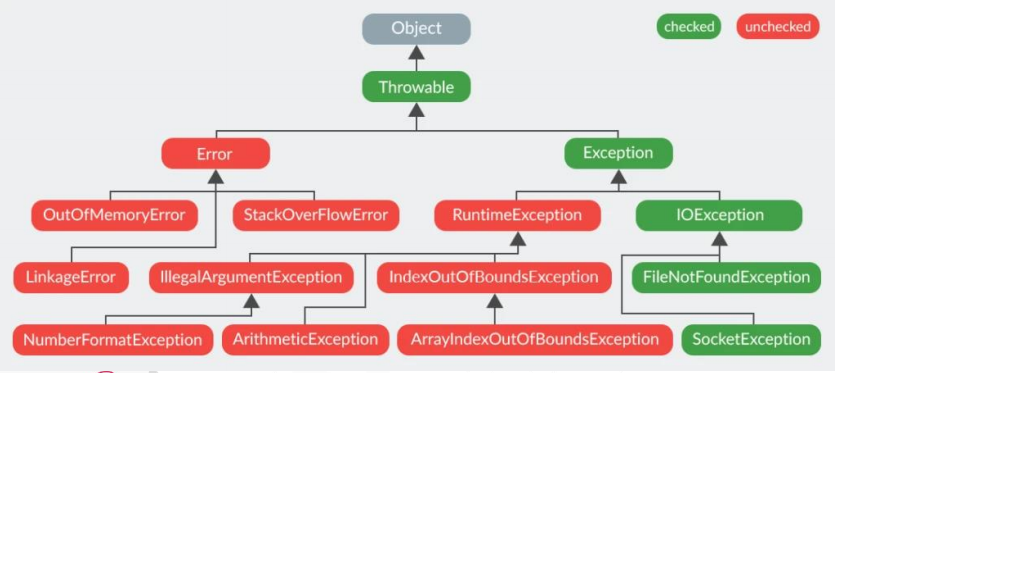 Object
checked
unchecked
Throwable
Error
Exception
OutOfMemoryError
StackOverFlowError
RuntimeException
IOException
LinkageError
IllegalArgumentException
IndexOutOfBoundsException
FileNotFoundException
NumberFormatException
ArithmeticException
ArrayIndexOutOfBoundsException
SocketException